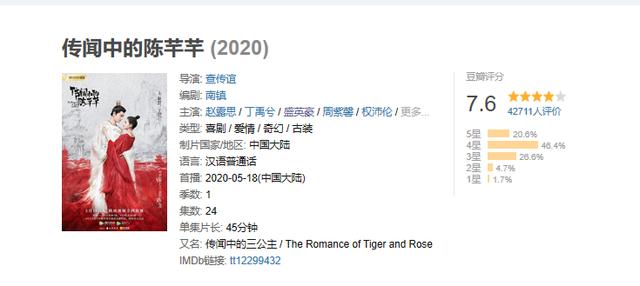 传闻中的陈芊芊 (2020)
导演: 查传谊
编剧: 南镇
主演: 赵露思 / 丁禹兮 / 盛英豪 / 周紫馨 / 权沛伦 / 更多...
类型: 喜剧 / 爱情 / 奇幻 / 古装
制片国家/地区: 中国大陆
语言: 汉语普通话
首播: 2020-05-18(中国大陆)
季数: 1
集数: 24
单集片长: 45分钟
又名: 传闻中的三公主 / The Romance of Tiger and Rose
IMDb链接: tt12299432
豆瓣评分
7.6
42711人评价
5星 20.6%
4星 46.4%
3星 26.6%
2星 4.7%
1星 1.7%